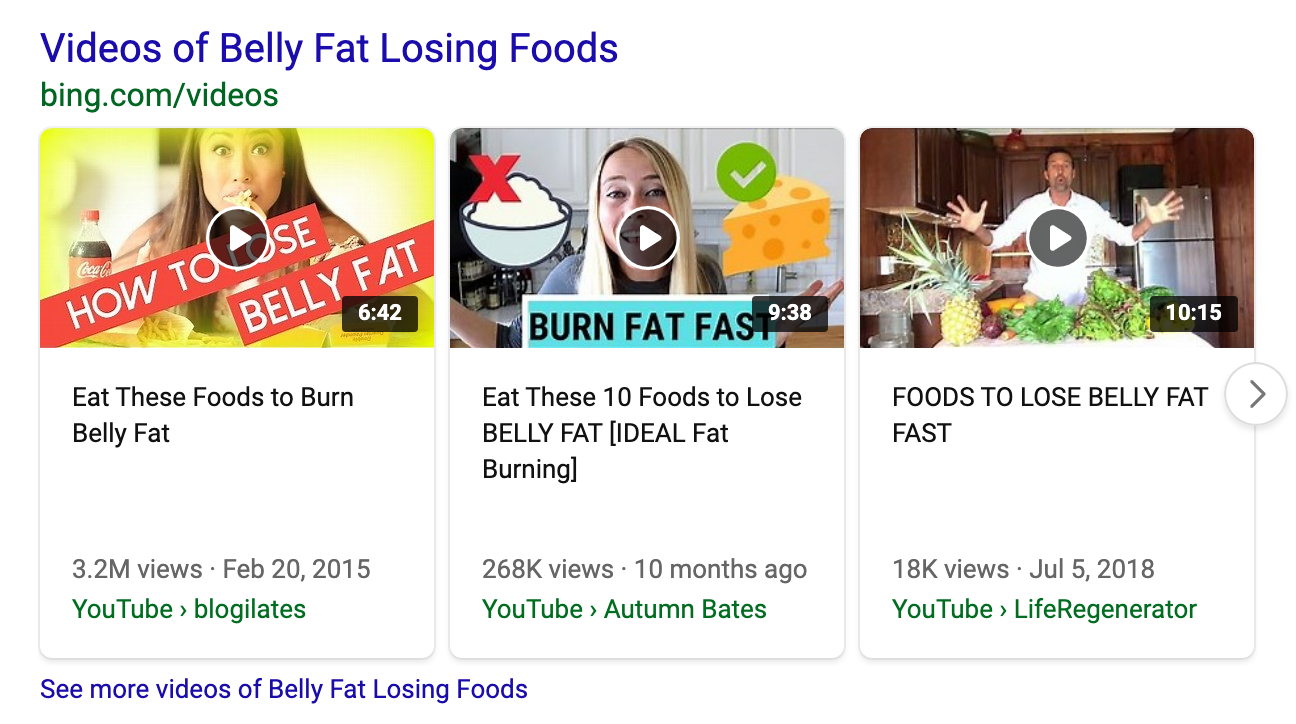 Videos of Belly Fat Losing Foods
bing.com/videos
Coca-Cola
HOW TO LOSE
BELLY FAT
6:42
BURN FAT FAST
9:38
10:15
Eat These Foods to Burn
Belly Fat
3.2M views · Feb 20, 2015
YouTube › blogilates
Eat These 10 Foods to Lose
BELLY FAT [IDEAL Fat
Burning]
268K views · 10 months ago
YouTube › Autumn Bates
FOODS TO LOSE BELLY FAT
FAST
18K views · Jul 5, 2018
YouTube › LifeRegenerator
See more videos of Belly Fat Losing Foods